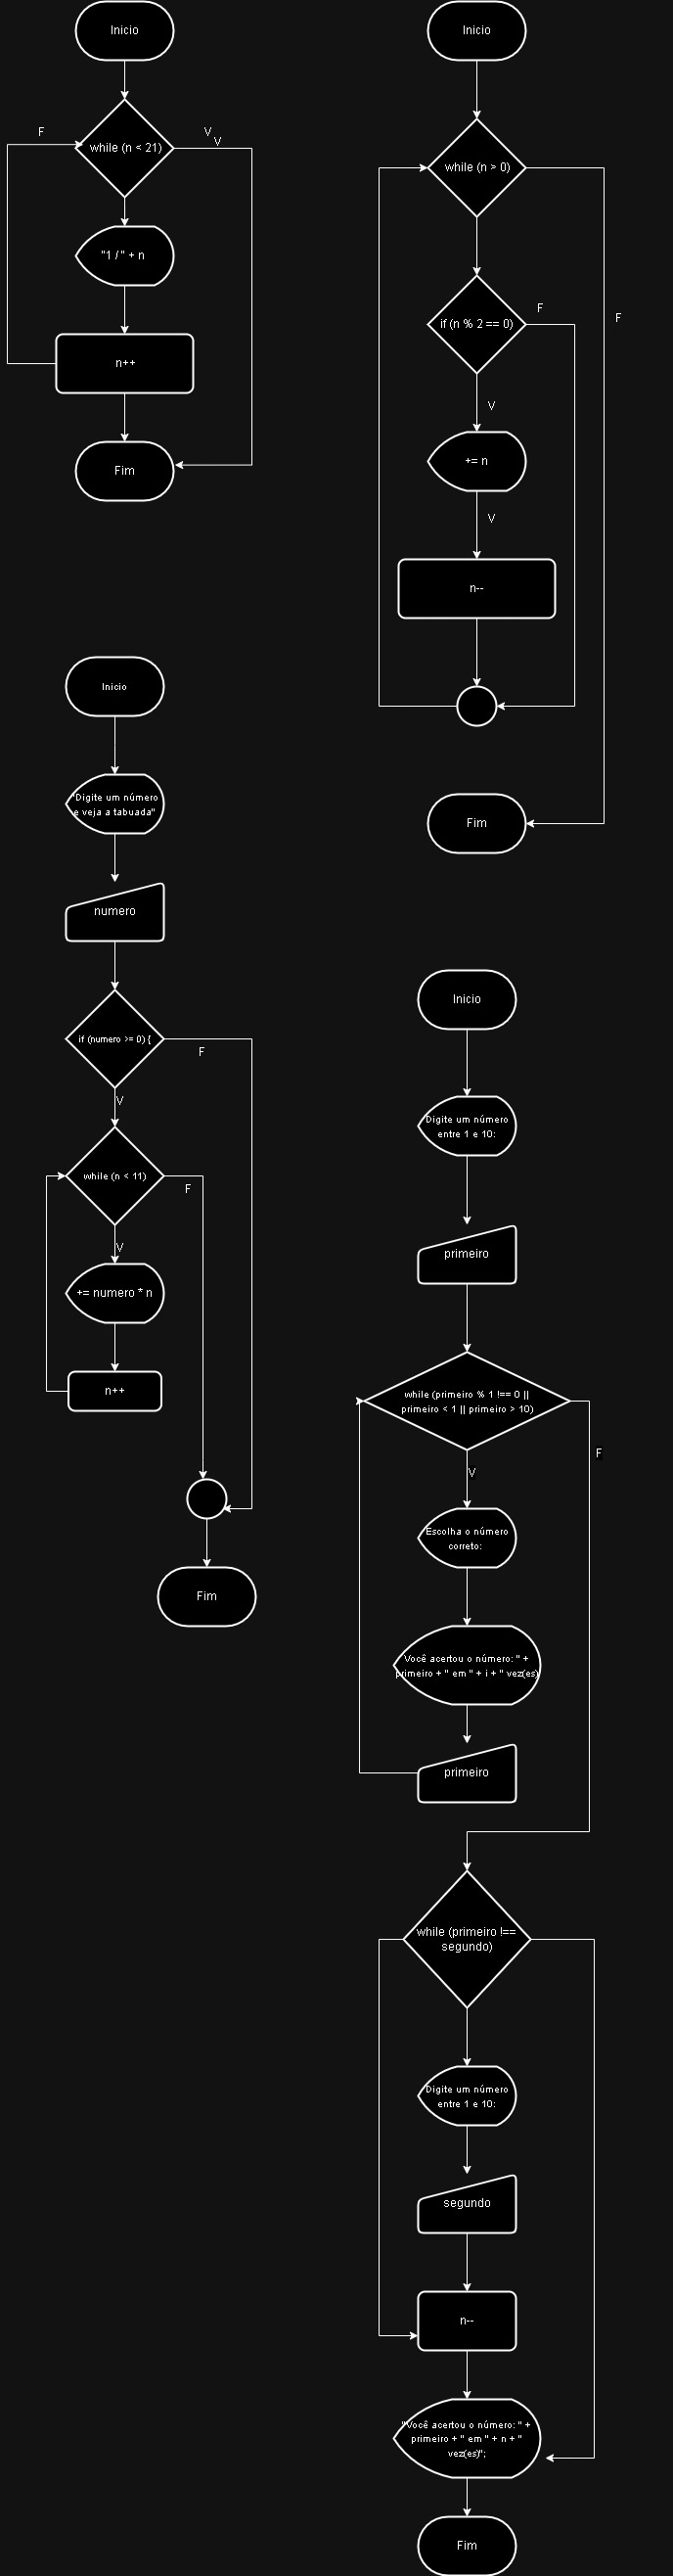 Inicio
while (n < 21)
F
V
V
"1 /" + n
n++
Fim
Inicio
while (n > 0)
F
if (n % 2 == 0)
F
V
+= n
V
n--
Fim
Inicio
"Digite um número
e veja a tabuada"
numero
if (numero >= 0) {
F
V
while (n < 11)
F
V
+= numero * n
n++
Fim
Inicio
Digite um número
entre 1 e 10:
primeiro
while (primeiro % 1 !== 0 ||
primeiro < 1 || primeiro > 10)
F
V
Escolha o número
correto:
Você acertou o número: " +
primeiro + " em " + i + " vez(es)
primeiro
while (primeiro !==
segundo)
Digite um número
entre 1 e 10:
segundo
n--
"Você acertou o número: " +
primeiro + " em " + n + "
vez(es)";
Fim